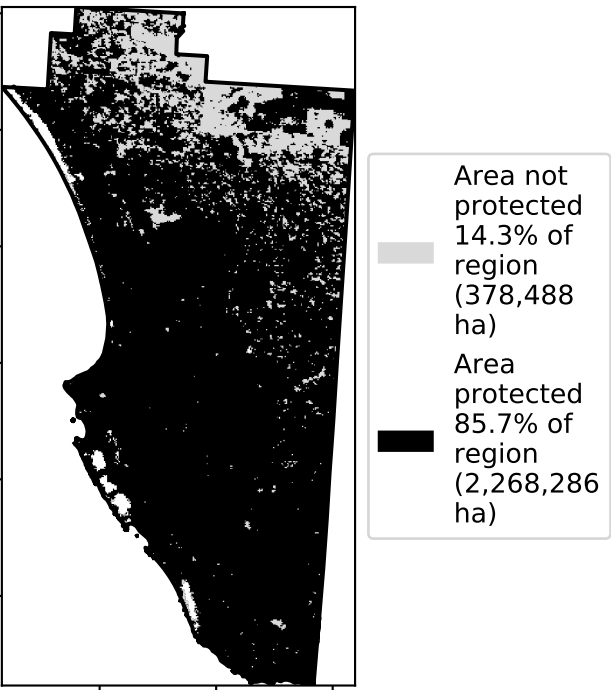 Area not
protected
14.3% of
region
(378,488
ha)
Area
protected
85.7% of
region
(2,268,286
ha)